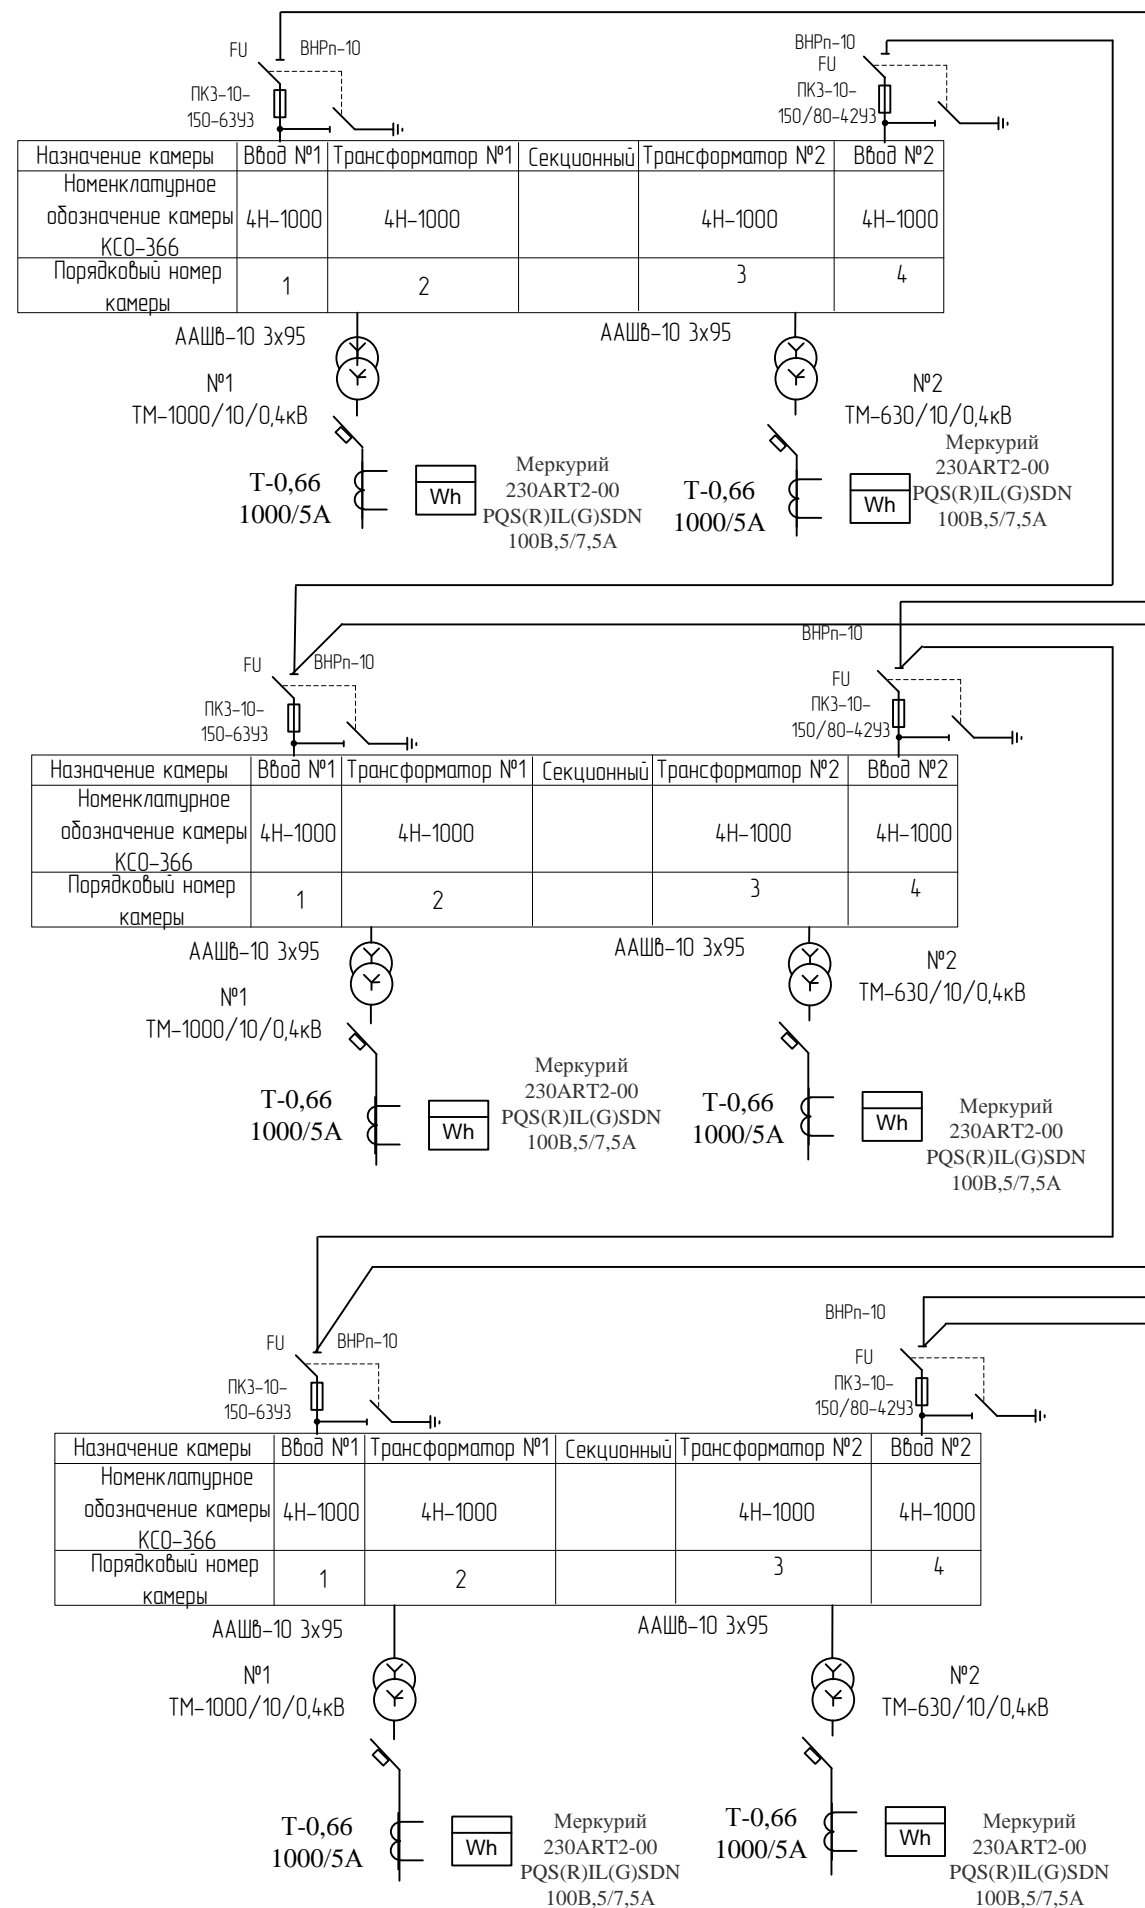 FU
ВНРп-10
ПК3-10-
150-63У3
ВНРп-10
FU
ПК3-10-
150/80-42У3
Назначение камеры Ввод №1 Трансформатор №1 Секционный Трансформатор №2 Ввод №2
Номенклатурное
обозначение камеры
КСО-366
4Н-1000 4Н-1000 4Н-1000 4Н-1000
Порядковый номер
камеры
1 2 3 4
ААШв-10 3х95
ААШв-10 3х95
№1
ТМ-1000/10/0,4кВ
№2
ТМ-630/10/0,4кВ
Т-0,66
1000/5А
Wh
Меркурий
230ART2-00
PQS(R)IL(G)SDN
100В,5/7,5А
Т-0,66
1000/5А
Wh
Меркурий
230ART2-00
PQS(R)IL(G)SDN
100В,5/7,5А
FU
ВНРп-10
ПК3-10-
150-63У3
ВНРп-10
FU
ПК3-10-
150/80-42У3
Назначение камеры Ввод №1 Трансформатор №1 Секционный Трансформатор №2 Ввод №2
Номенклатурное
обозначение камеры
КСО-366
4Н-1000 4Н-1000 4Н-1000 4Н-1000
Порядковый номер
камеры
1 2 3 4
ААШв-10 3х95
ААШв-10 3х95
№1
ТМ-1000/10/0,4кВ
№2
ТМ-630/10/0,4кВ
Т-0,66
1000/5А
Wh
Меркурий
230ART2-00
PQS(R)IL(G)SDN
100В,5/7,5А
Т-0,66
1000/5А
Wh
Меркурий
230ART2-00
PQS(R)IL(G)SDN
100В,5/7,5А
FU
ВНРп-10
ПК3-10-
150-63У3
ВНРп-10
FU
ПК3-10-
150/80-42У3
Назначение камеры Ввод №1 Трансформатор №1 Секционный Трансформатор №2 Ввод №2
Номенклатурное
обозначение камеры
КСО-366
4Н-1000 4Н-1000 4Н-1000 4Н-1000
Порядковый номер
камеры
1 2 3 4
ААШв-10 3х95
ААШв-10 3х95
№1
ТМ-1000/10/0,4кВ
№2
ТМ-630/10/0,4кВ
Т-0,66
1000/5А
Wh
Меркурий
230ART2-00
PQS(R)IL(G)SDN
100В,5/7,5А
Т-0,66
1000/5А
Wh
Меркурий
230ART2-00
PQS(R)IL(G)SDN
100В,5/7,5А